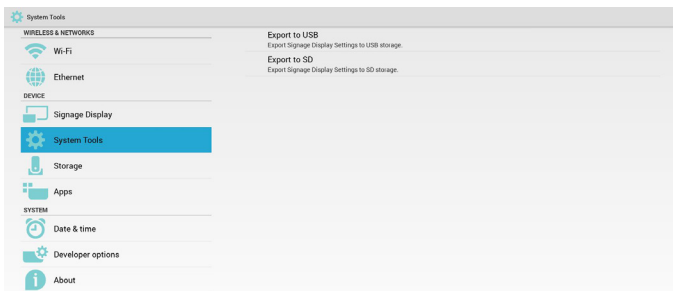 System Tools
WIRELESS & NETWORKS
Wi-Fi
Ethernet
DEVICE
Signage Display
System Tools
Storage
Apps
SYSTEM
Date & time
Developer options
About
Export to USB
Export Signage Display Settings to USB storage.
Export to SD
Export Signage Display Settings to SD storage.